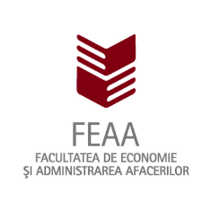 FEAA
FACULTATEA DE ECONOMIE
ŞI ADMINISTRAREA AFACERILOR